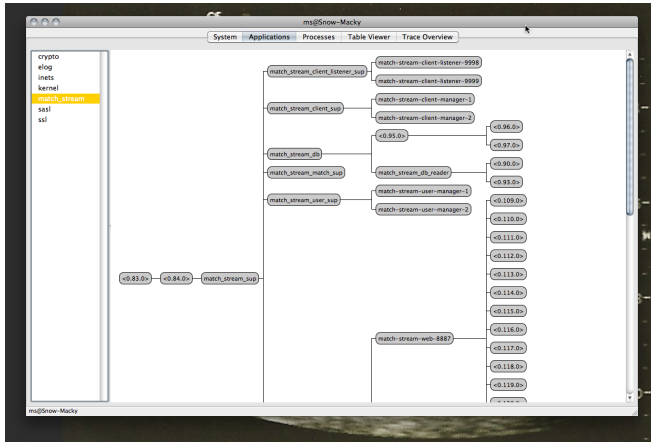 ms@Snow-Macky
System Applications Processes Table Viewer Trace Overview
crypto
elog
inets
kernel
match_stream
sasl
ssl
<0.83.0>
<0.84.0>
match_stream_sup
match_stream_client_listener_sup
match-stream-client-listener-9998
match-stream-client-listener-9999
match_stream_client_sup
match-stream-client-manager-1
match-stream-client-manager-2
match_stream_db
<0.95.0>
<0.96.0>
<0.97.0>
match_stream_db_reader
<0.90.0>
<0.93.0>
match_stream_match_sup
match_stream_user_sup
match-stream-user-manager-1
match-stream-user-manager-2
match-stream-web-8887
<0.109.0>
<0.110.0>
<0.111.0>
<0.112.0>
<0.113.0>
<0.114.0>
<0.115.0>
<0.116.0>
<0.117.0>
<0.118.0>
<0.119.0>
ms@Snow-Macky